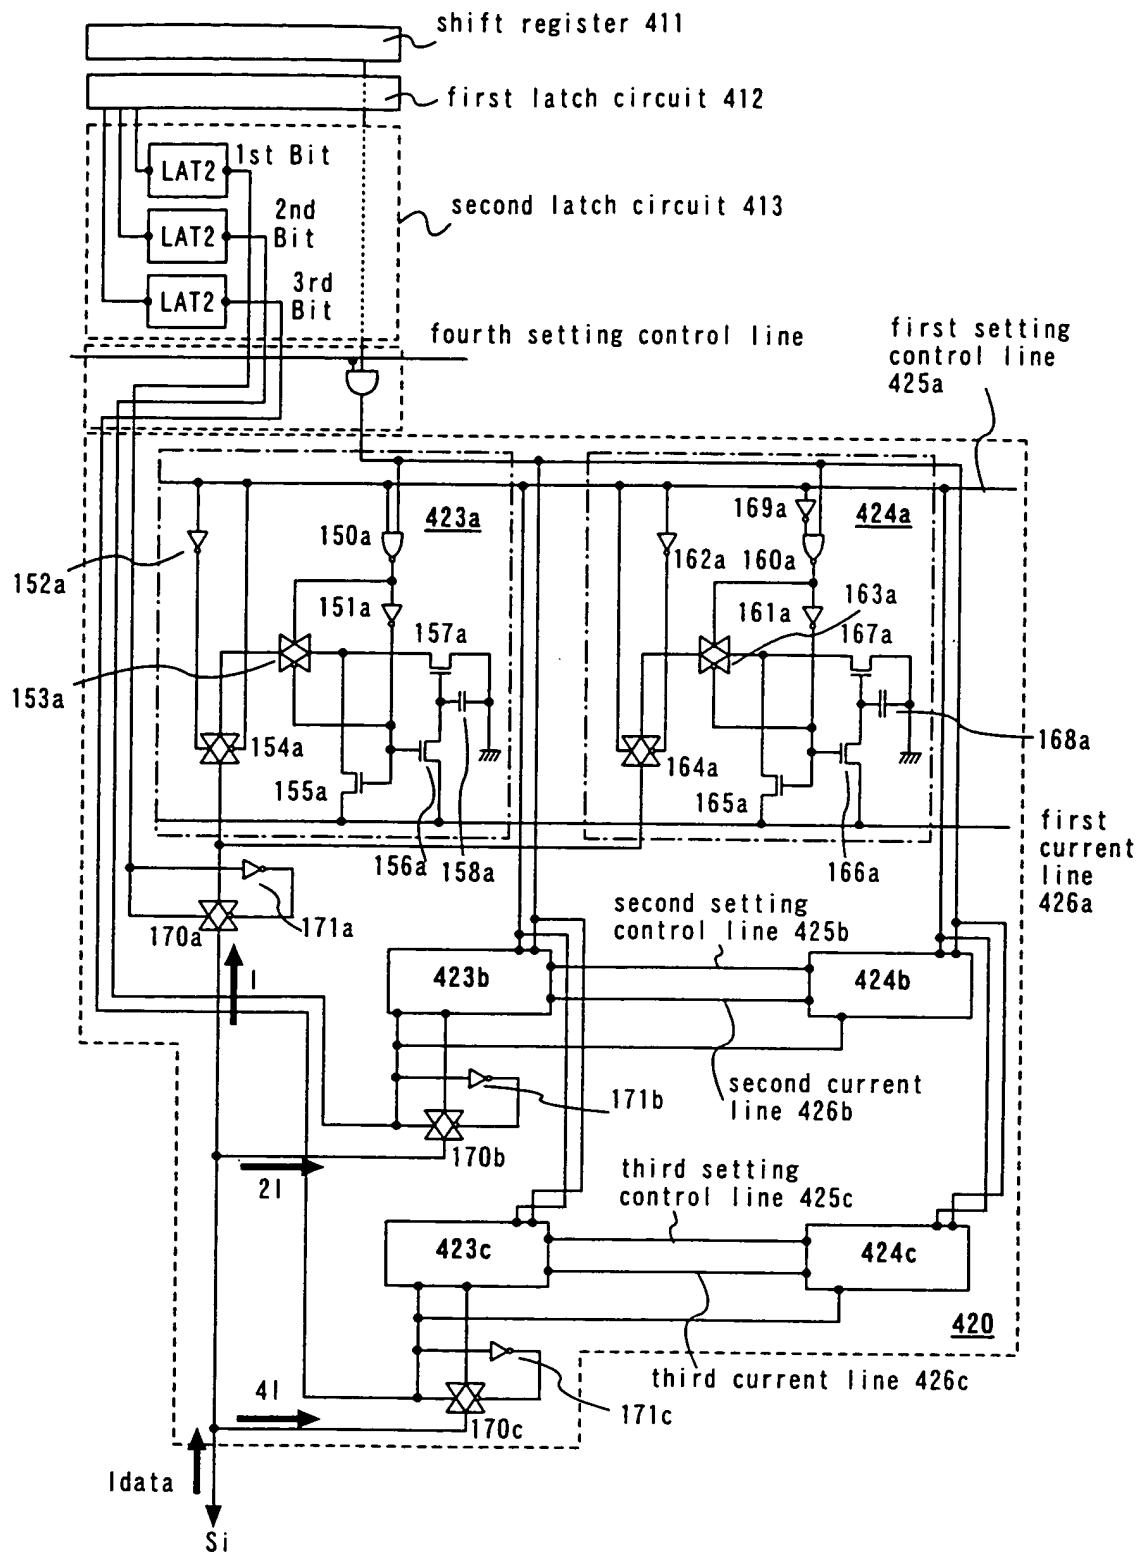 shift register 411
first latch circuit 412
LAT2
1st Bit
second latch circuit 413
LAT2
2nd
Bit
LAT2
3rd
Bit
fourth setting control line
first setting
control line
425a
423a
424a
150a
169a
152a
162a
160a
151a
161a
163a
157a
167a
153a
154a
164a
168a
155a
165a
156a
158a
166a
first
current
line
426a
170a
171a
I
second setting
control line 425b
423b
424b
second current
line 426b
171b
170b
2I
third setting
control line 425c
423c
424c
420
third current line 426c
4I
170c
171c
Idata
Si